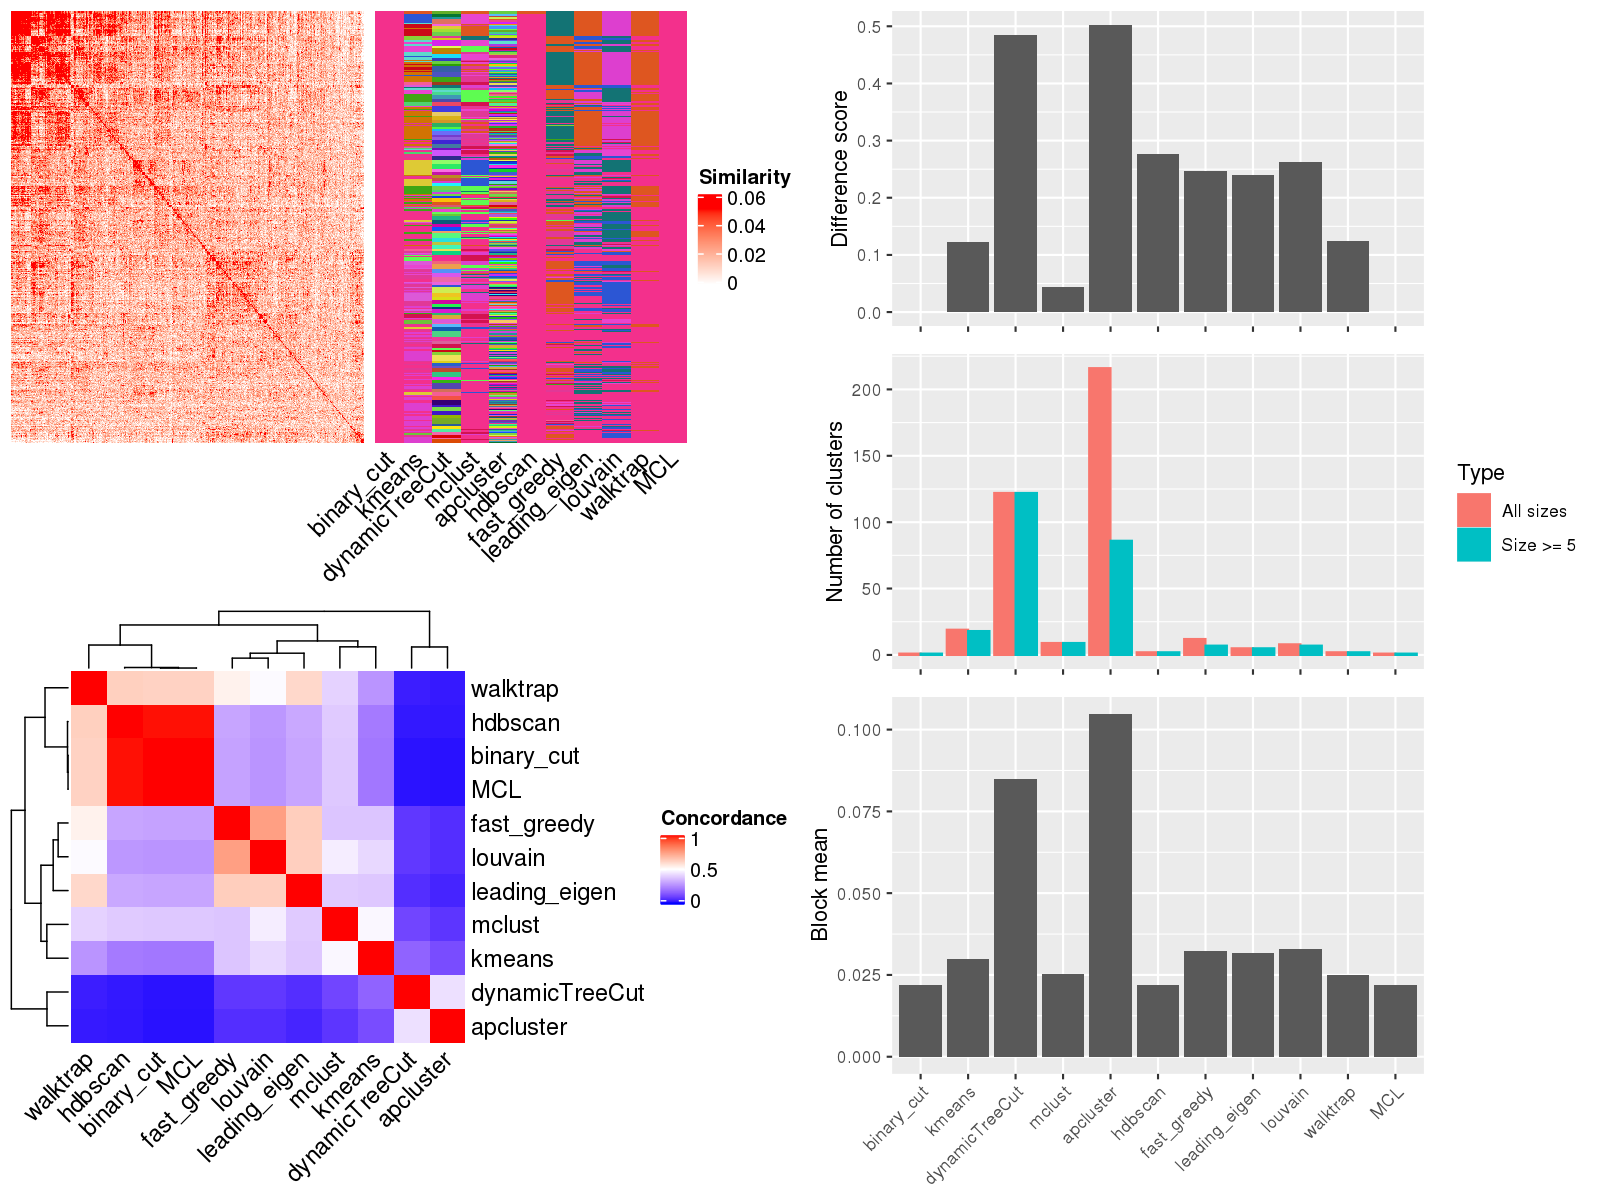 Similarity
0.06
0.04
0.02
0
binary_cut
kmeans
dynamicTreeCut
mclust
apcluster
hdbscan
fast_greedy
leading_eigen
louvain
walktrap
MCL
walktrap
hdbscan
binary_cut
MCL
fast_greedy
louvain
leading_eigen
mclust
kmeans
dynamicTreeCut
apcluster
Concordance
1
0.5
0
walktrap
hdbscan
binary_cut
MCL
fast_greedy
louvain
leading_eigen
mclust
kmeans
dynamicTreeCut
apcluster
Difference score
0.5
0.4
0.3
0.2
0.1
0.0
Number of clusters
200
150
100
50
0
Type
All sizes
Size >= 5
Block mean
0.100
0.075
0.050
0.025
0.000
binary_cut
kmeans
dynamicTreeCut
mclust
apcluster
hdbscan
fast_greedy
leading_eigen
louvain
walktrap
MCL